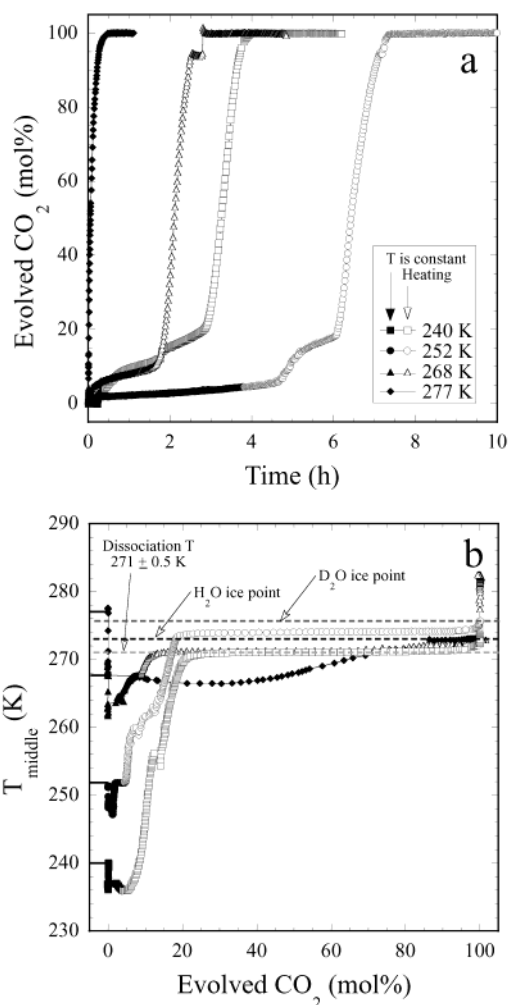 a
100
80
60
40
20
0
Evolved CO2 (mol%)
T is constant
Heating
240 K
252 K
268 K
277 K
0 2 4 6 8 10
Time (h)
b
290
280
270
260
250
240
230
T middle (K)
Dissociation T
271 ± 0.5 K
H2O ice point
D2O ice point
0 20 40 60 80 100
Evolved CO2 (mol%)